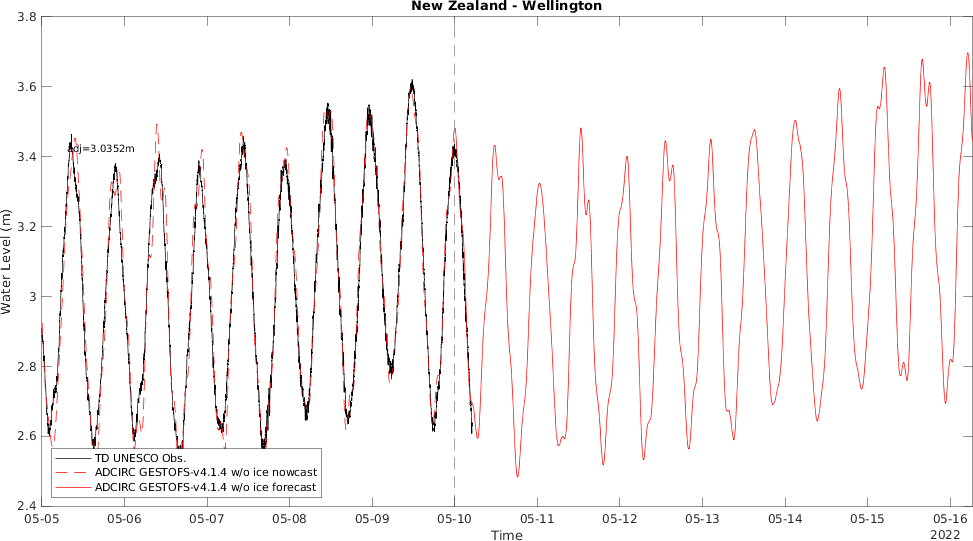 New Zealand - Wellington
3.8
3.6
3.4
3.2
3
2.8
2.6
2.4
Water Level (m)
adj=3.0352m
TD UNESCO Obs.
ADCIRC GESTOFS-v4.1.4 w/o ice nowcast
ADCIRC GESTOFS-v4.1.4 w/o ice forecast
05-05 05-06 05-07 05-08 05-09 05-10 05-11 05-12 05-13 05-14 05-15 05-16
2022
Time